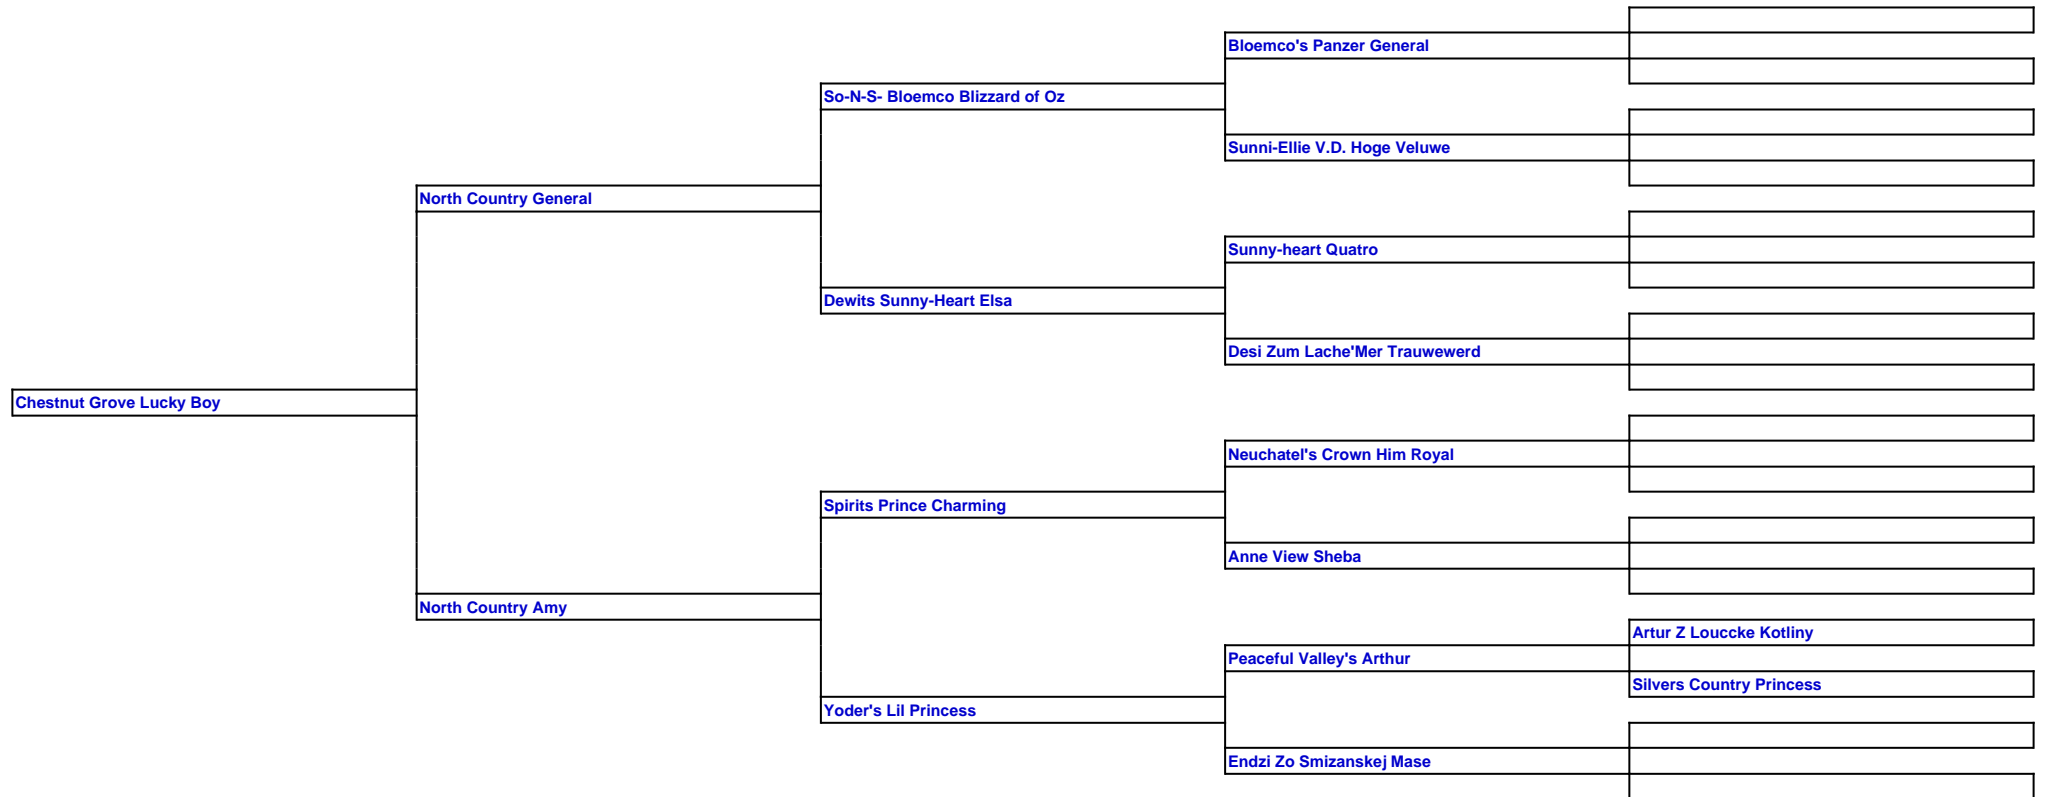 Bloemco's Panzer General
So-N-S- Bloemco Blizzard of Oz
Sunni-Ellie V.D. Hoge Veluwe
North Country General
Sunny-heart Quatro
Dewits Sunny-Heart Elsa
Desi Zum Lache'Mer Trauwewerd
Chestnut Grove Lucky Boy
Neuchatel's Crown Him Royal
Spirits Prince Charming
Anne View Sheba
North Country Amy
Artur Z Louccke Kotliny
Peaceful Valley's Arthur
Silvers Country Princess
Yoder's Lil Princess
Endzi Zo Smizanskej Mase